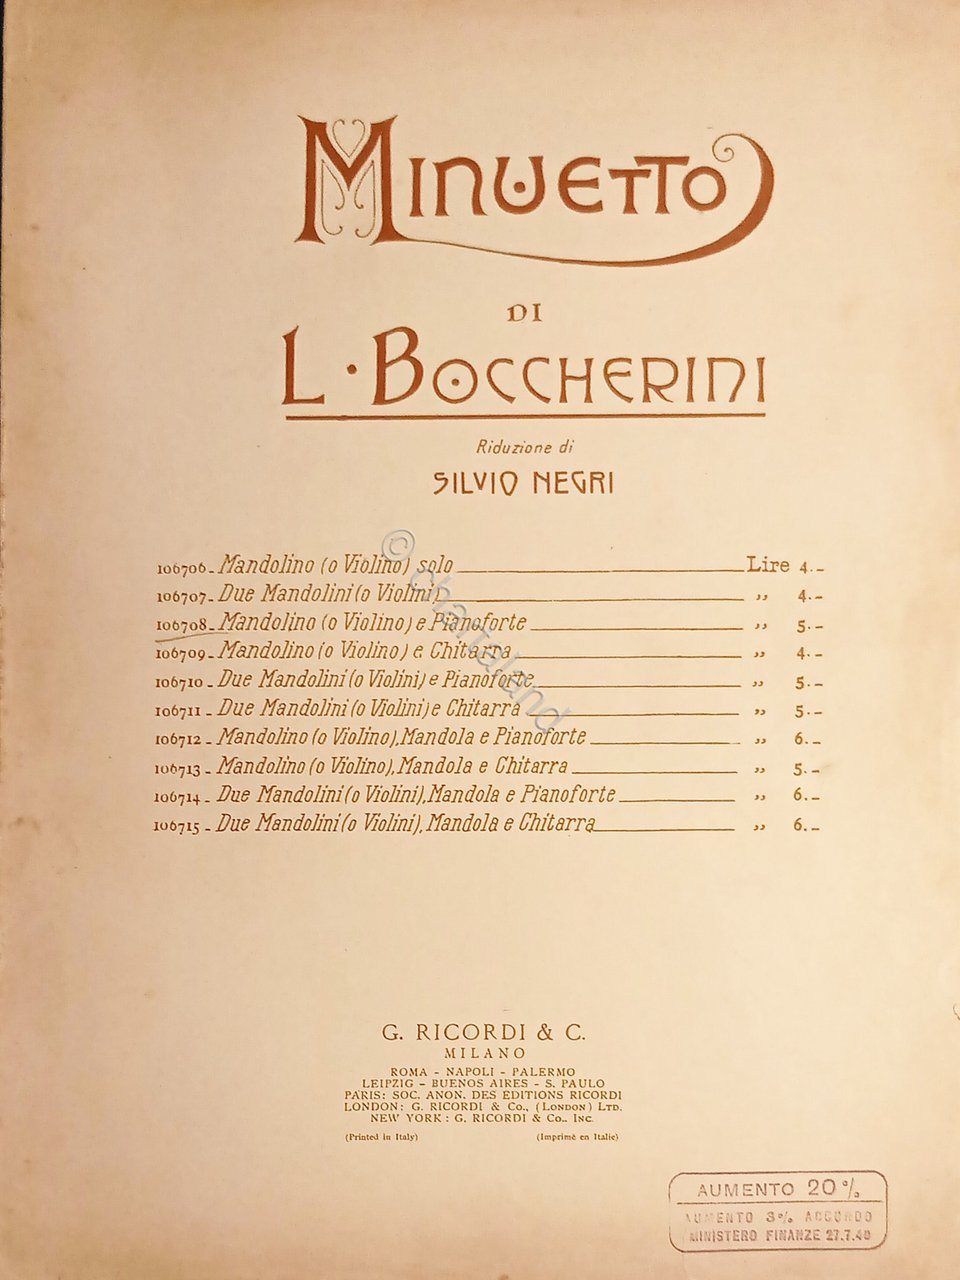 MINUETTO
DI
L. BOCCHERINI
Riduzione di
SILVIO NEGRI
106706 - Mandolino (o Violino) solo Lire 4.-
106707 - Due Mandolini (o Violini) ,, 4.-
106708 - Mandolino (o Violino) e Pianoforte ,, 5.-
106709 - Mandolino (o Violino) e Chitarra ,, 4.-
106710 - Due Mandolini (o Violini) e Pianoforte ,, 5.-
106711 - Due Mandolini (o Violini) e Chitarra ,, 5.-
106712 - Mandolino (o Violino), Mandola e Pianoforte ,, 6.-
106713 - Mandolino (o Violino), Mandola e Chitarra ,, 5.-
106714 - Due Mandolini (o Violini), Mandola e Pianoforte ,, 6.-
106715 - Due Mandolini (o Violini), Mandola e Chitarra ,, 6.-
© chartaland
G. RICORDI & C.
MILANO
ROMA - NAPOLI - PALERMO
LEIPZIG - BUENOS AIRES - S. PAULO
PARIS: SOC. ANON. DES EDITIONS RICORDI
LONDON: G. RICORDI & Co., (LONDON) LTD.
NEW YORK: G. RICORDI & Co.. INC.
(Printed in Italy) (Imprimé en Italie)
AUMENTO 20%
AUMENTO 3% ACCORDO
MINISTERO FINANZE 27.7.40